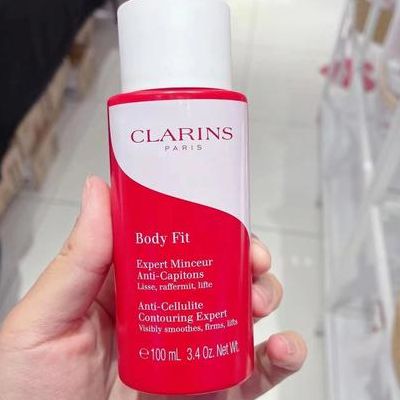 CLARINS
PARIS
Body Fit
Expert Minceur
Anti-Capitons
Lisse, raffermit, lifte
Anti-Cellulite
Contouring Expert
Visibly smoothes, firms, lifts
℮ 100 mL 3.4 Oz. Net Wt.